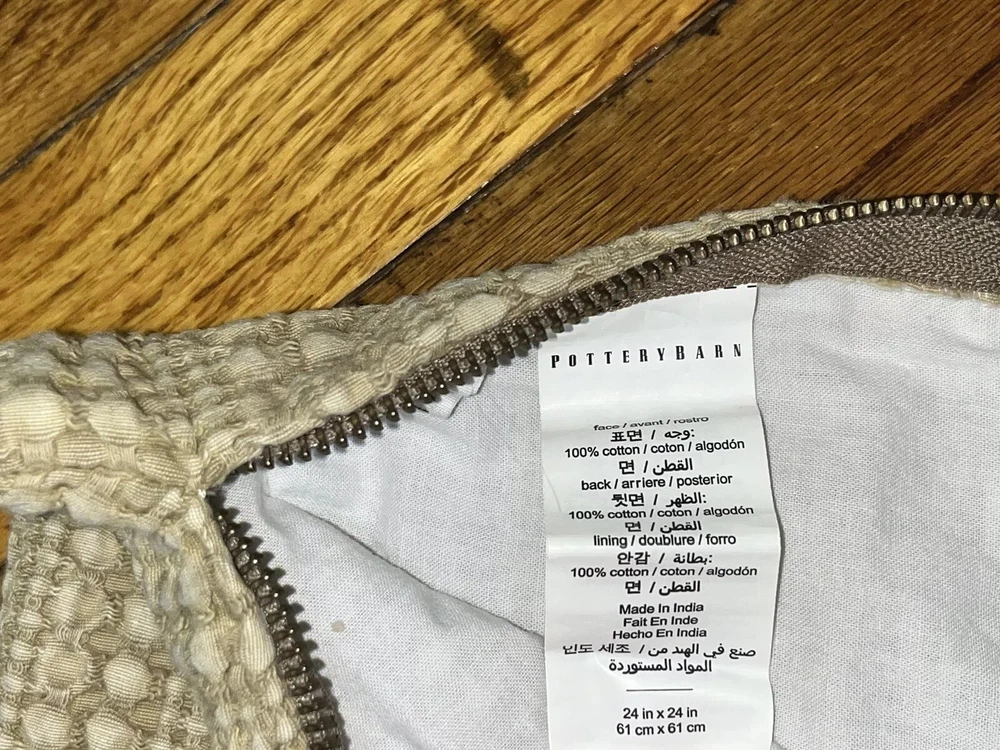 POTTERYBARN
face / avant / rostro
표면 / وجه:
100% cotton / coton / algodón
면 / القطن
back / arriere / posterior
뒷면 / الظهر:
100% cotton / coton / algodón
면 / القطن
lining / doublure / forro
안감 / بطانة:
100% cotton / coton / algodón
면 / القطن
Made In India
Fait En Inde
Hecho En India
인도 세조 / صنع في الهند من
المواد المستوردة
24 in x 24 in
61 cm x 61 cm